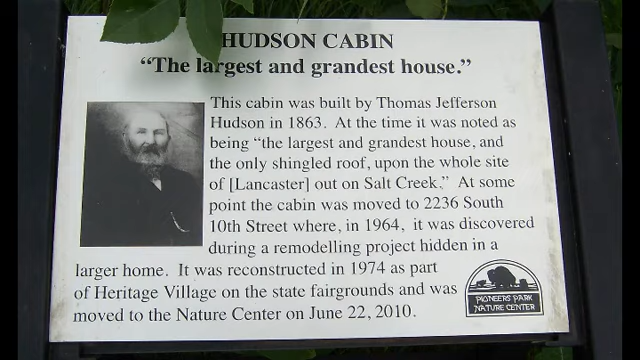 HUDSON CABIN
“The largest and grandest house.”
This cabin was built by Thomas Jefferson
Hudson in 1863. At the time it was noted as
being “the largest and grandest house, and
the only shingled roof, upon the whole site
of [Lancaster] out on Salt Creek.” At some
point the cabin was moved to 2236 South
10th Street where, in 1964, it was discovered
during a remodelling project hidden in a
larger home. It was reconstructed in 1974 as part
of Heritage Village on the state fairgrounds and was
moved to the Nature Center on June 22, 2010.
PIONEERS PARK
NATURE CENTER